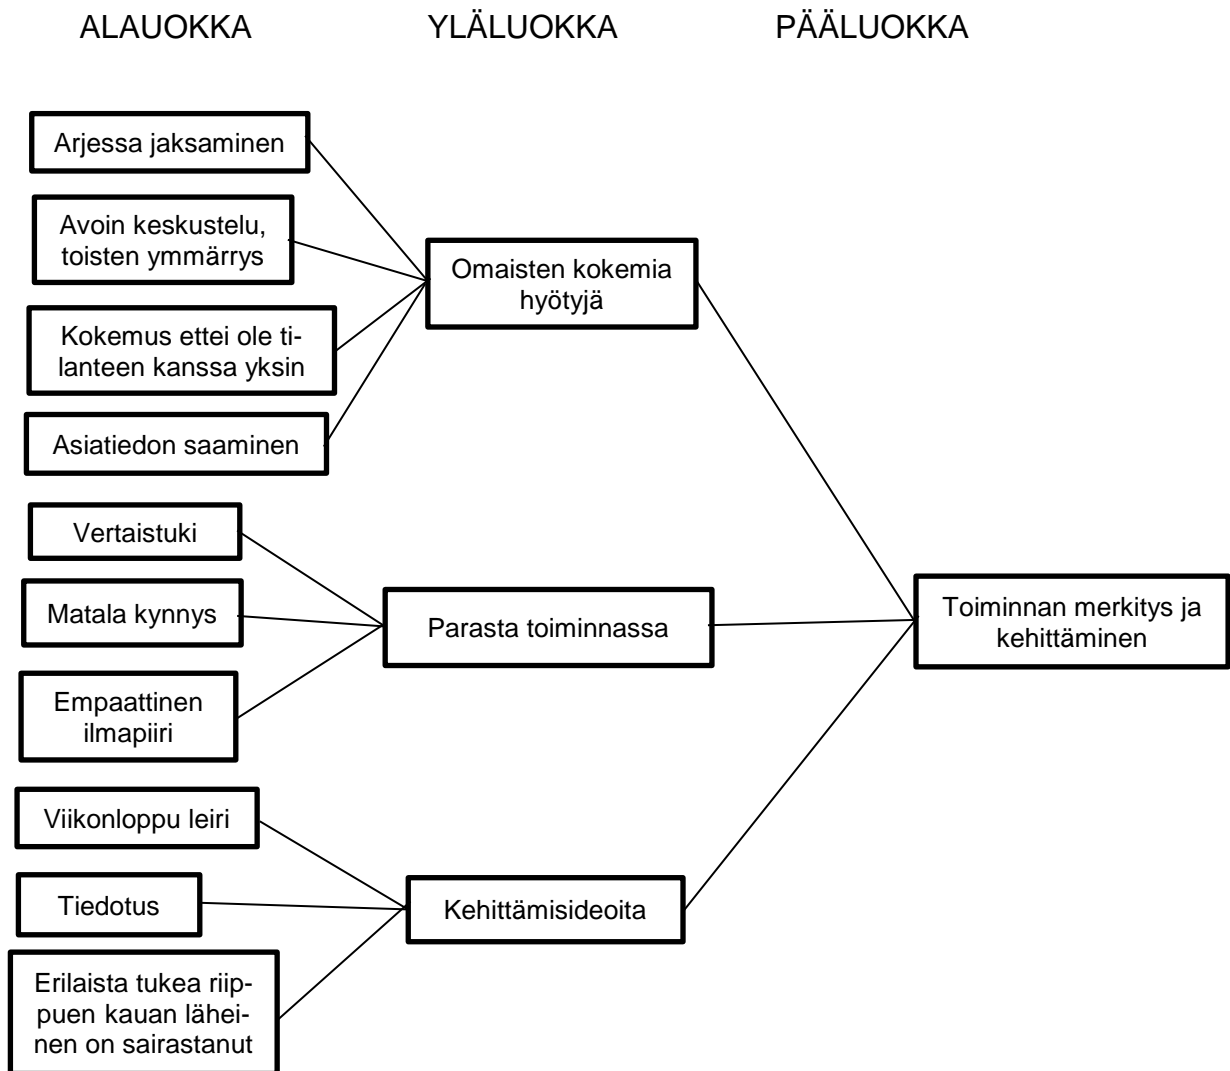 ALAUOKKA
YLÄLUOKKA
PÄÄLUOKKA
Arjessa jaksaminen
Avoin keskustelu,
toisten ymmärrys
Kokemus ettei ole ti-
lanteen kanssa yksin
Asiatiedon saaminen
Omaisten kokemia
hyötyjä
Vertaistuki
Matala kynnys
Empaattinen
ilmapiiri
Parasta toiminnassa
Viikonloppu leiri
Tiedotus
Erilaista tukea riip-
puen kauan lähei-
nen on sairastanut
Kehittämisideoita
Toiminnan merkitys ja
kehittäminen